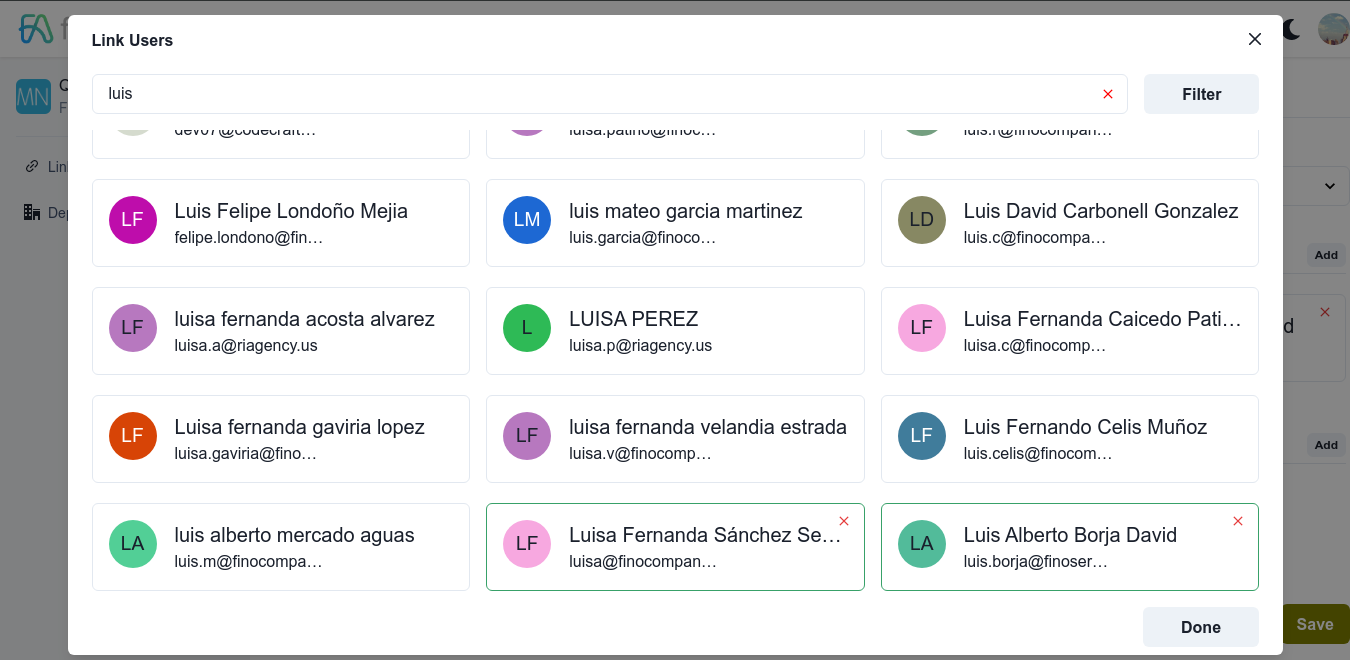 Link Users
luis
Filter
dev07@codecraft…
luisa.patino@finoc…
luis.r@finocompan…
LF
Luis Felipe Londoño Mejia
felipe.londono@fin…
LM
luis mateo garcia martinez
luis.garcia@finoco…
LD
Luis David Carbonell Gonzalez
luis.c@finocompa…
LF
luisa fernanda acosta alvarez
luisa.a@riagency.us
L
LUISA PEREZ
luisa.p@riagency.us
LF
Luisa Fernanda Caicedo Pati…
luisa.c@finocomp…
LF
Luisa fernanda gaviria lopez
luisa.gaviria@fino…
LF
luisa fernanda velandia estrada
luisa.v@finocomp…
LF
Luis Fernando Celis Muñoz
luis.celis@finocom…
LA
luis alberto mercado aguas
luis.m@finocompa…
LF
Luisa Fernanda Sánchez Se…
luisa@finocompan…
LA
Luis Alberto Borja David
luis.borja@finoser…
Done
FA
MN
F
Lin
Dep
Add
d
Add
Save